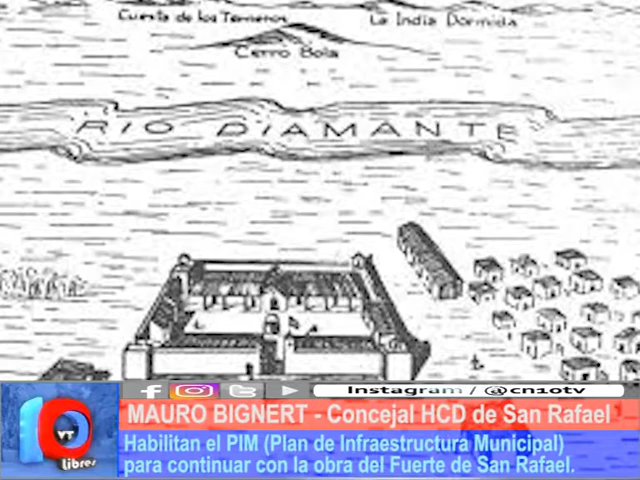 Cuesta de los Terneros
La India Dormida
Cerro Bola
RIO DIAMANTE
Instagram / @cn10tv
MAURO BIGNERT - Concejal HCD de San Rafael
Habilitan el PIM (Plan de Infraestructura Municipal)
para continuar con la obra del Fuerte de San Rafael.
10
YT
libres